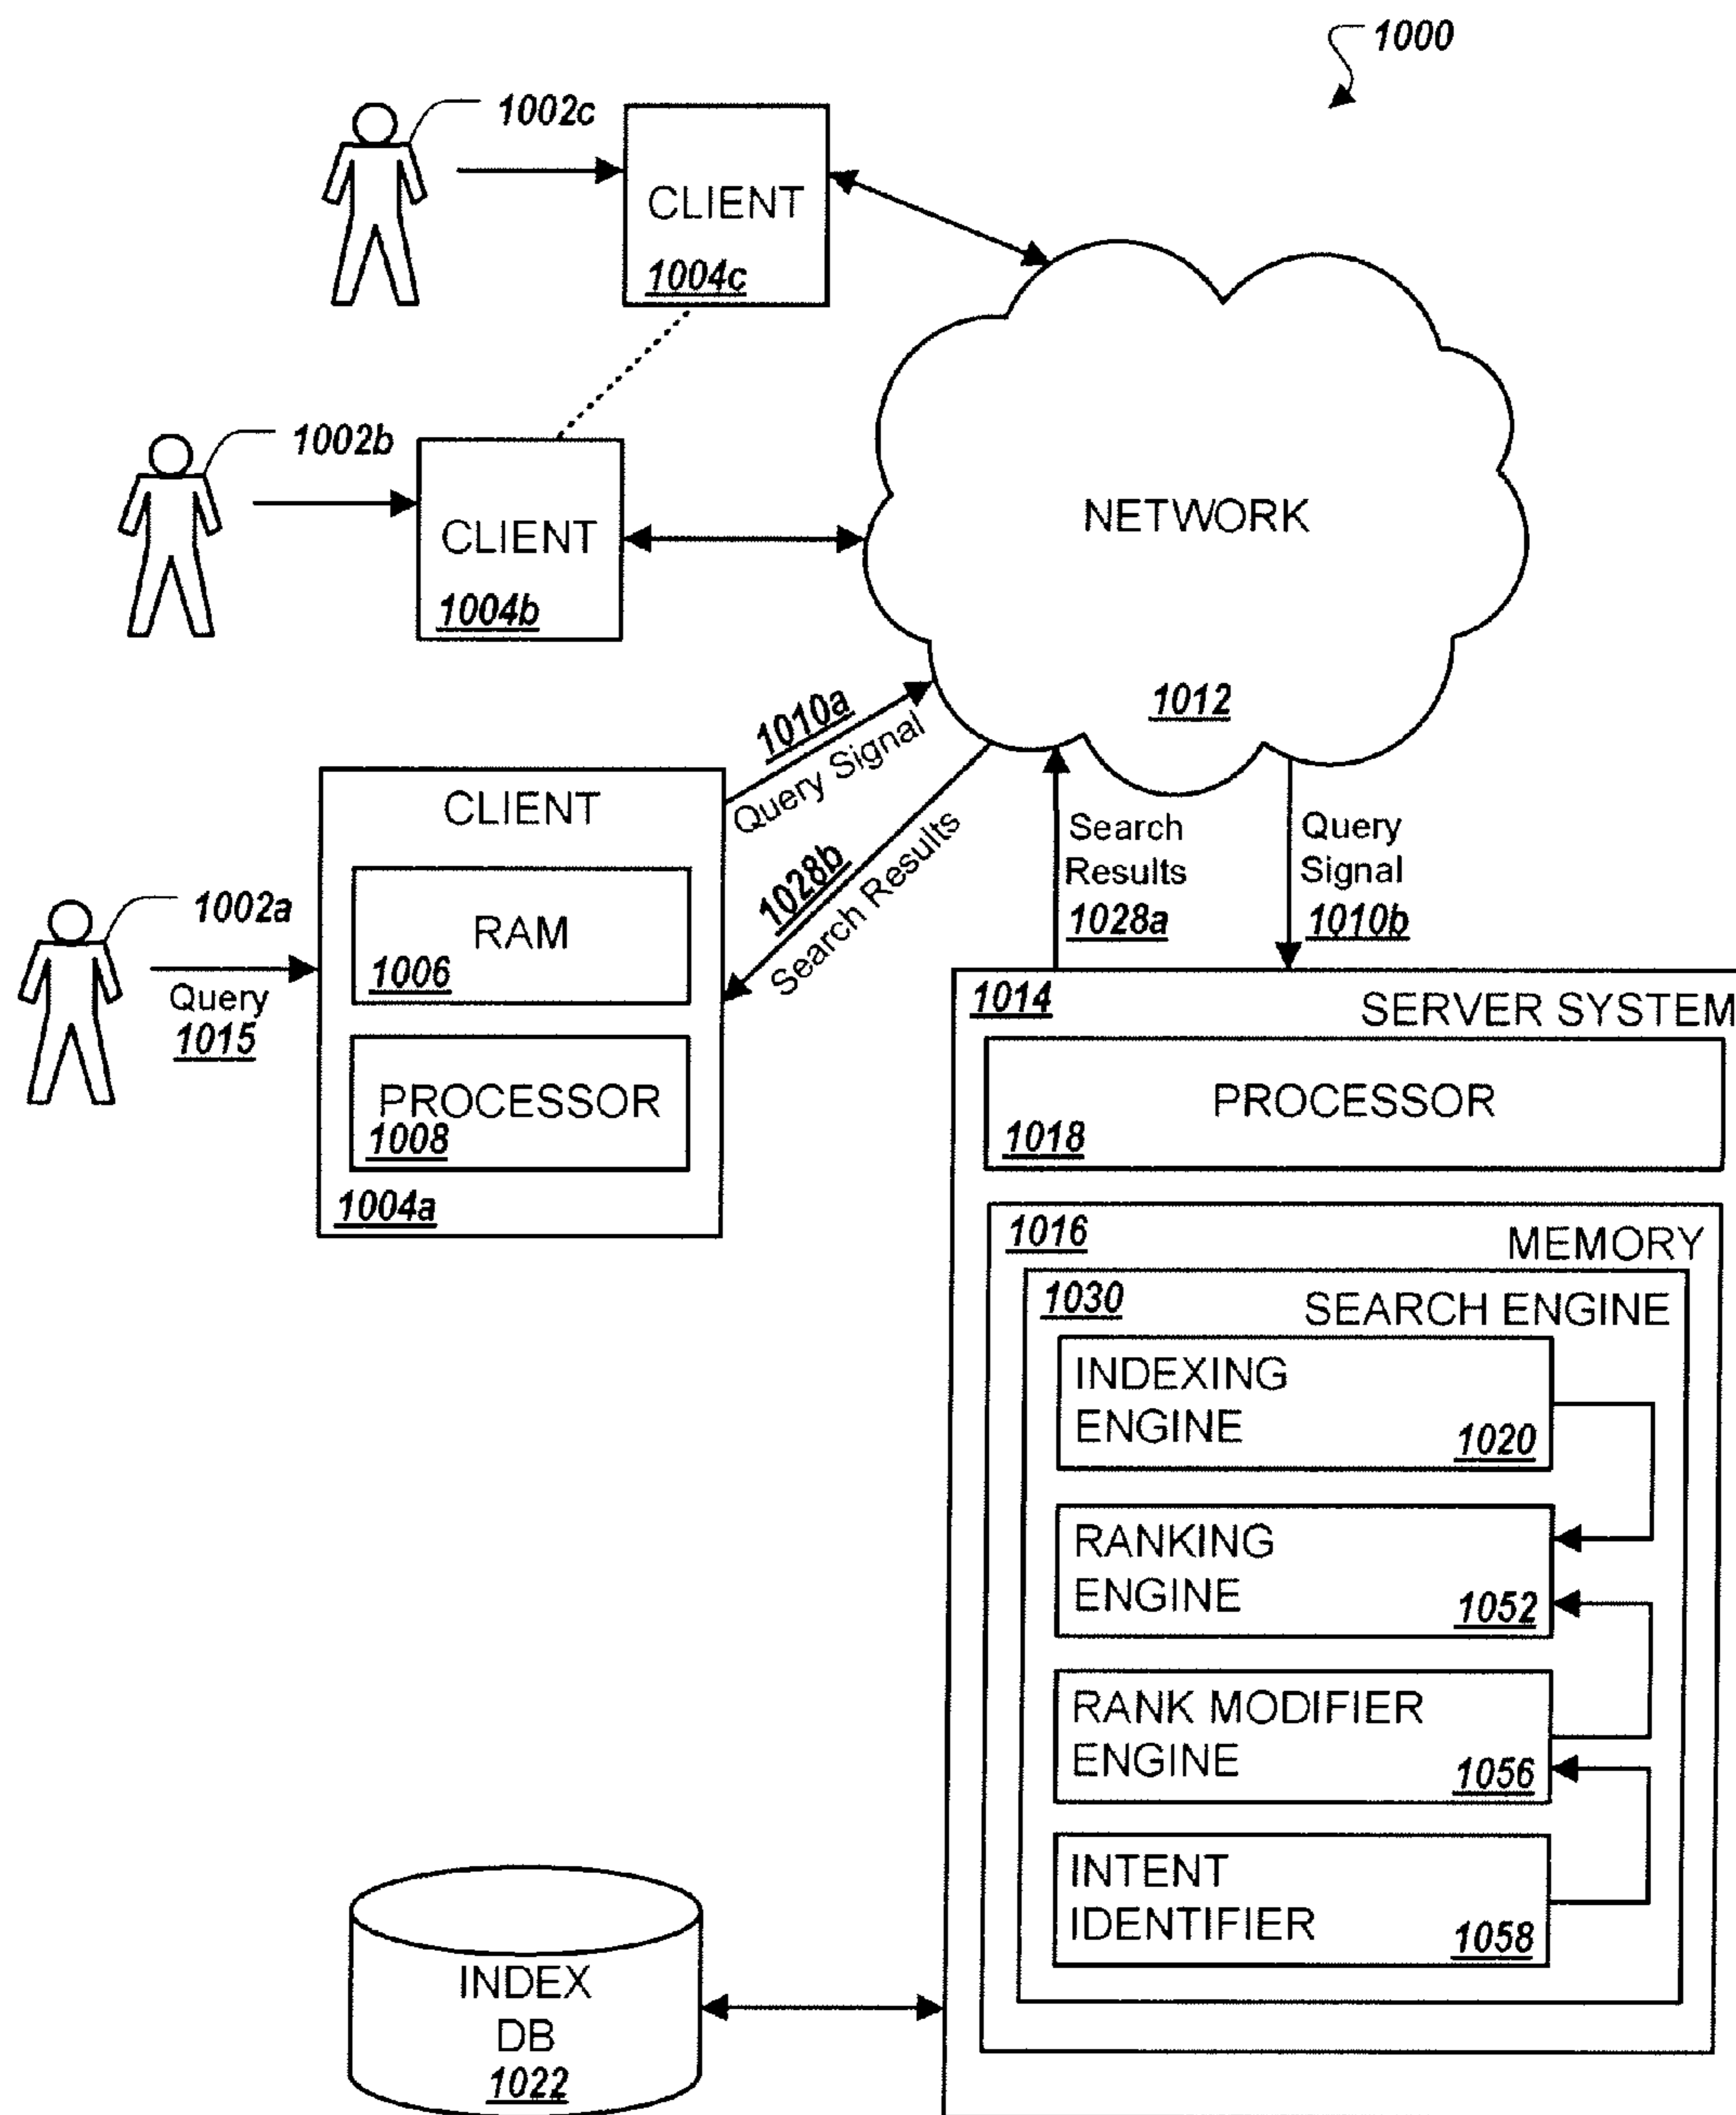 1000
1002c
CLIENT
1004c
1002b
CLIENT
1004b
NETWORK
1012
1010a
Query Signal
1028b
Search Results
Search
Results
1028a
Query
Signal
1010b
1002a
Query
1015
CLIENT
RAM
1006
PROCESSOR
1008
1004a
1014
SERVER SYSTEM
PROCESSOR
1018
1016
MEMORY
1030
SEARCH ENGINE
INDEXING
ENGINE
1020
RANKING
ENGINE
1052
RANK MODIFIER
ENGINE
1056
INTENT
IDENTIFIER
1058
INDEX
DB
1022